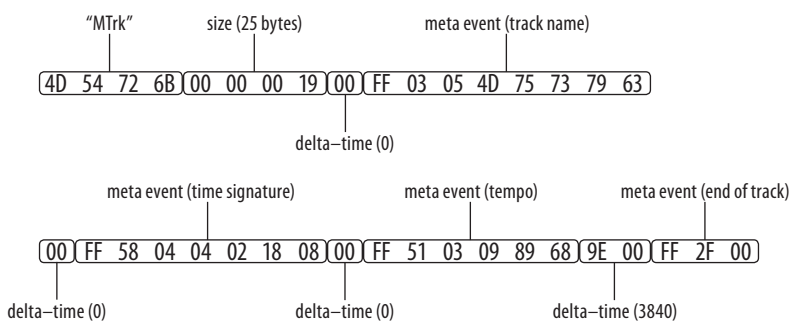 “MTrk” size (25 bytes) meta event (track name)
4D 54 72 6B 00 00 00 19 00 FF 03 05 4D 75 73 79 63
delta–time (0)
meta event (time signature) meta event (tempo) meta event (end of track)
00 FF 58 04 04 02 18 08 00 FF 51 03 09 89 68 9E 00 FF 2F 00
delta–time (0) delta–time (0) delta–time (3840)